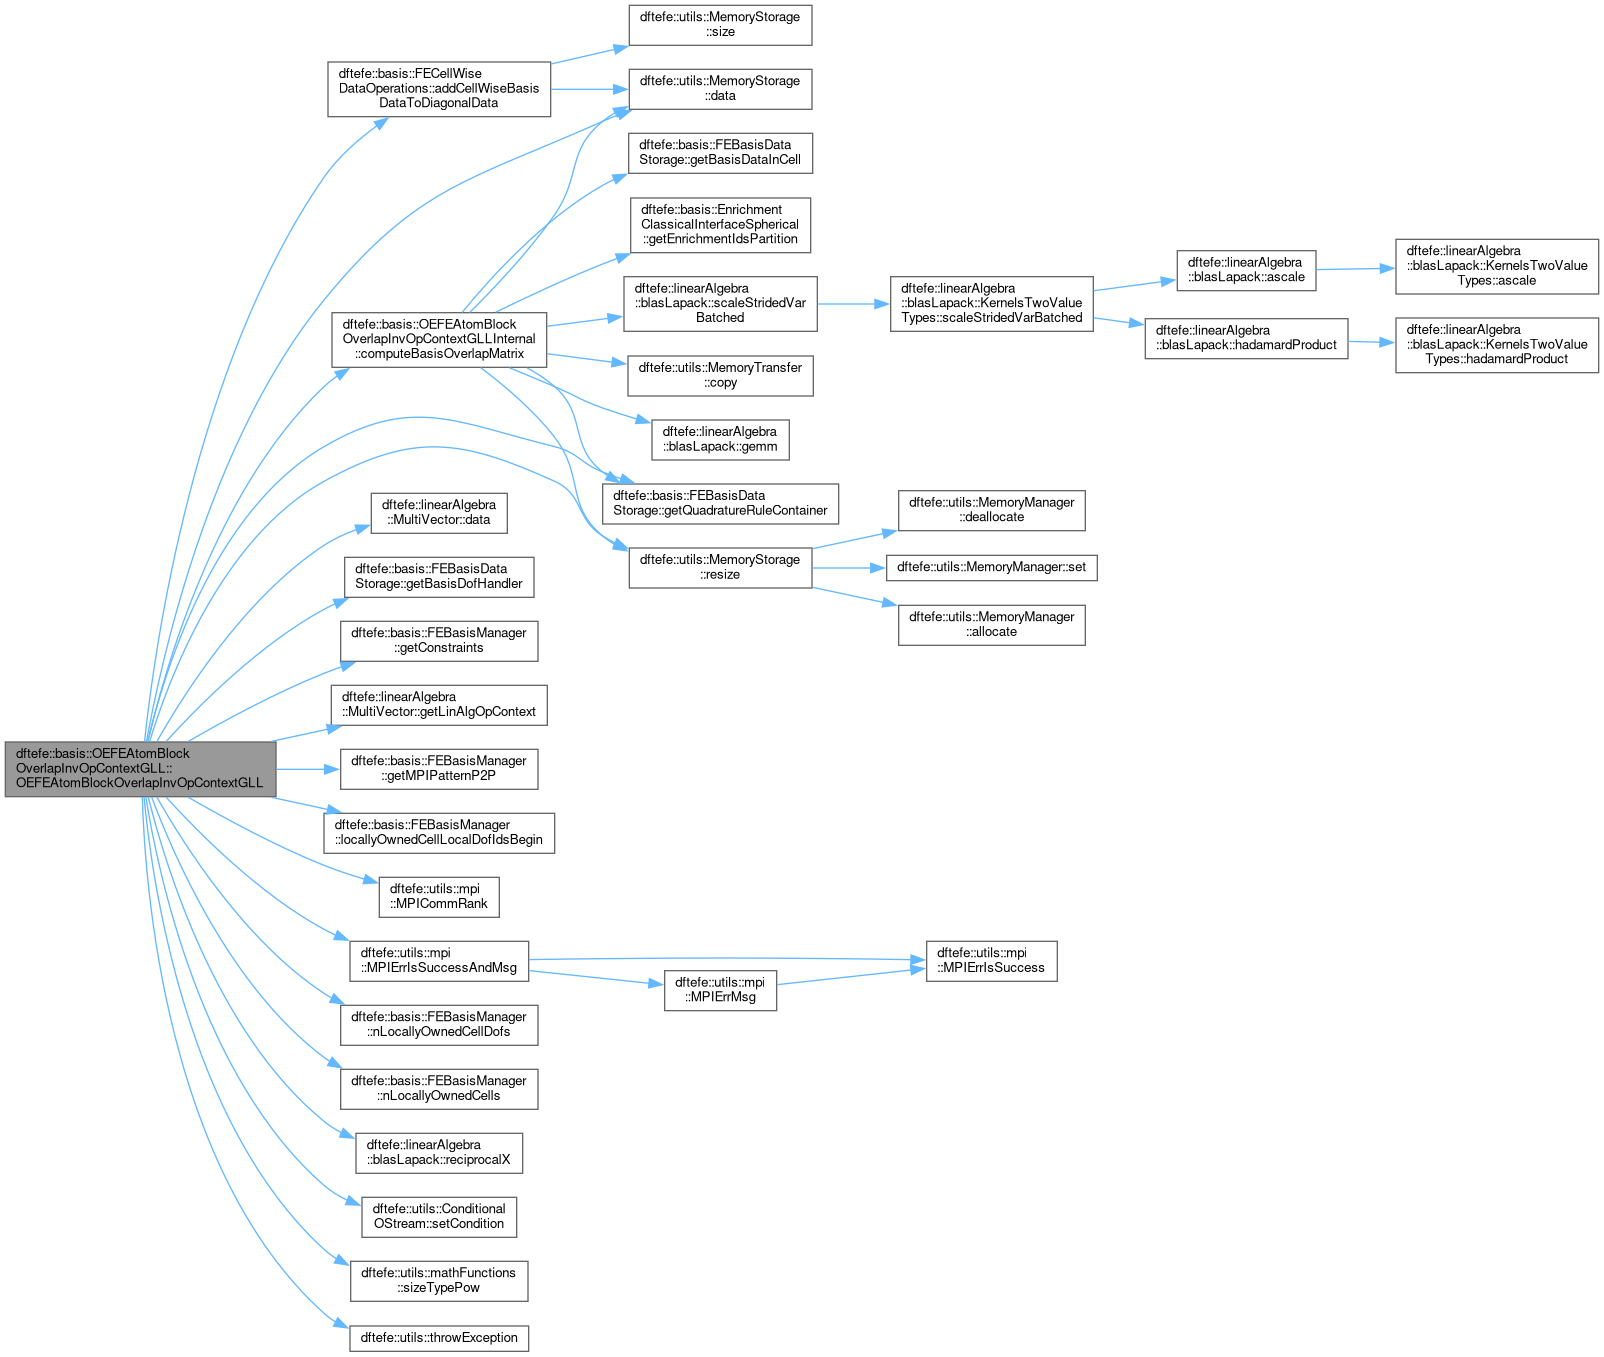 dftefe::basis::OEFEAtomBlock
OverlapInvOpContextGLL::
OEFEAtomBlockOverlapInvOpContextGLL
dftefe::basis::FECellWise
DataOperations::addCellWiseBasis
DataToDiagonalData
dftefe::utils::MemoryStorage
::size
dftefe::utils::MemoryStorage
::data
dftefe::basis::FEBasisData
Storage::getBasisDataInCell
dftefe::basis::Enrichment
ClassicalInterfaceSpherical
::getEnrichmentIdsPartition
dftefe::basis::OEFEAtomBlock
OverlapInvOpContextGLLInternal
::computeBasisOverlapMatrix
dftefe::linearAlgebra
::blasLapack::scaleStridedVar
Batched
dftefe::linearAlgebra
::blasLapack::KernelsTwoValue
Types::scaleStridedVarBatched
dftefe::linearAlgebra
::blasLapack::ascale
dftefe::linearAlgebra
::blasLapack::KernelsTwoValue
Types::ascale
dftefe::linearAlgebra
::blasLapack::hadamardProduct
dftefe::linearAlgebra
::blasLapack::KernelsTwoValue
Types::hadamardProduct
dftefe::utils::MemoryTransfer
::copy
dftefe::linearAlgebra
::blasLapack::gemm
dftefe::basis::FEBasisData
Storage::getQuadratureRuleContainer
dftefe::utils::MemoryStorage
::resize
dftefe::utils::MemoryManager
::deallocate
dftefe::utils::MemoryManager::set
dftefe::utils::MemoryManager
::allocate
dftefe::linearAlgebra
::MultiVector::data
dftefe::basis::FEBasisData
Storage::getBasisDofHandler
dftefe::basis::FEBasisManager
::getConstraints
dftefe::linearAlgebra
::MultiVector::getLinAlgOpContext
dftefe::basis::FEBasisManager
::getMPIPatternP2P
dftefe::basis::FEBasisManager
::locallyOwnedCellLocalDofIdsBegin
dftefe::utils::mpi
::MPICommRank
dftefe::utils::mpi
::MPIErrIsSuccessAndMsg
dftefe::utils::mpi
::MPIErrMsg
dftefe::utils::mpi
::MPIErrIsSuccess
dftefe::basis::FEBasisManager
::nLocallyOwnedCellDofs
dftefe::basis::FEBasisManager
::nLocallyOwnedCells
dftefe::linearAlgebra
::blasLapack::reciprocalX
dftefe::utils::Conditional
OStream::setCondition
dftefe::utils::mathFunctions
::sizeTypePow
dftefe::utils::throwException